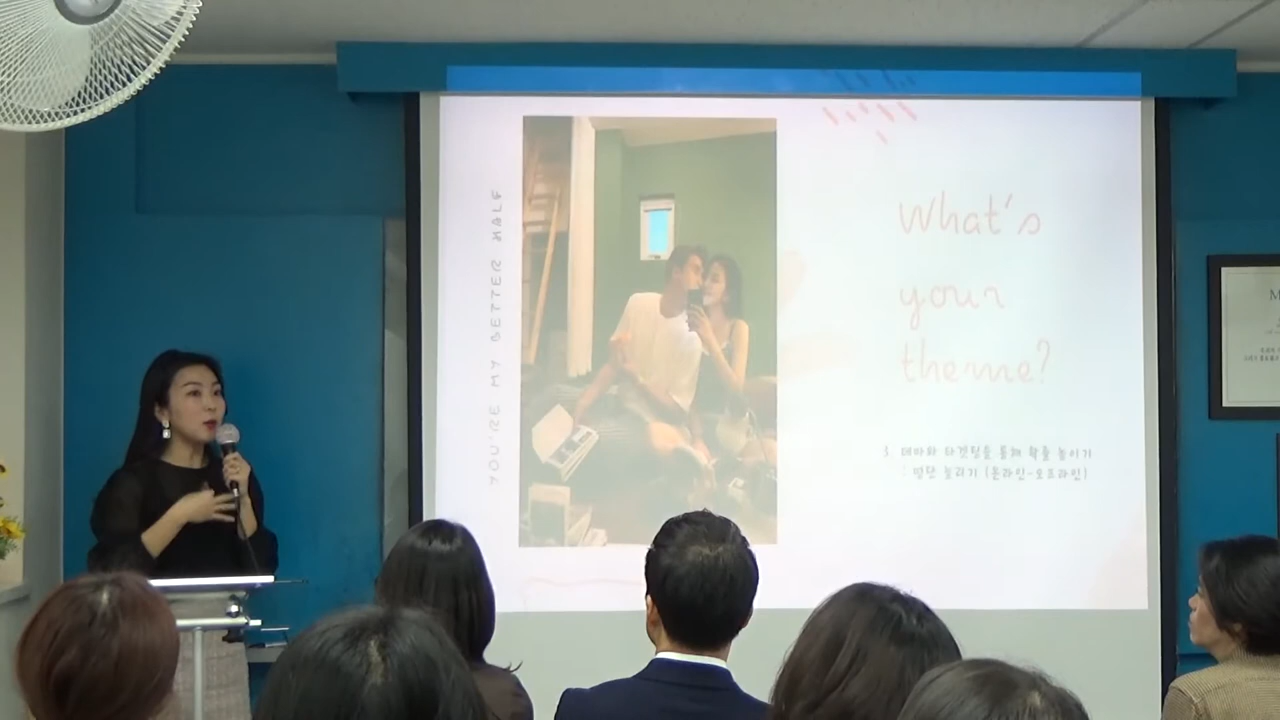 YOU'RE MY BETTER HALF
What's
your
theme?
3. 테마와 타겟팅을 통해 확률 높이기
: 명단 늘리기 (온라인-오프라인)